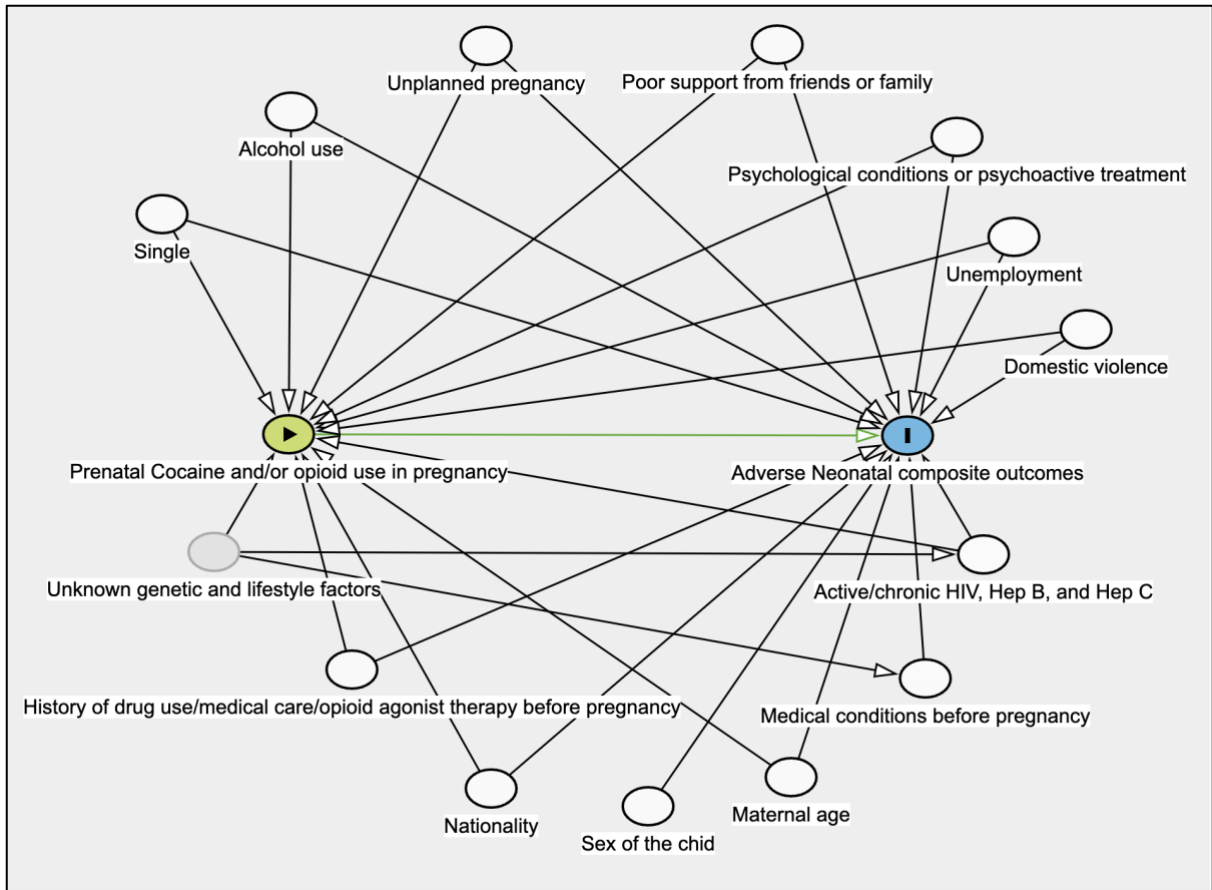 Unplanned pregnancy
Poor support from friends or family
Alcohol use
Psychological conditions or psychoactive treatment
Single
Unemployment
Domestic violence
Prenatal Cocaine and/or opioid use in pregnancy
Adverse Neonatal composite outcomes
Unknown genetic and lifestyle factors
Active/chronic HIV, Hep B, and Hep C
History of drug use/medical care/opioid agonist therapy before pregnancy
Medical conditions before pregnancy
Nationality
Maternal age
Sex of the chid